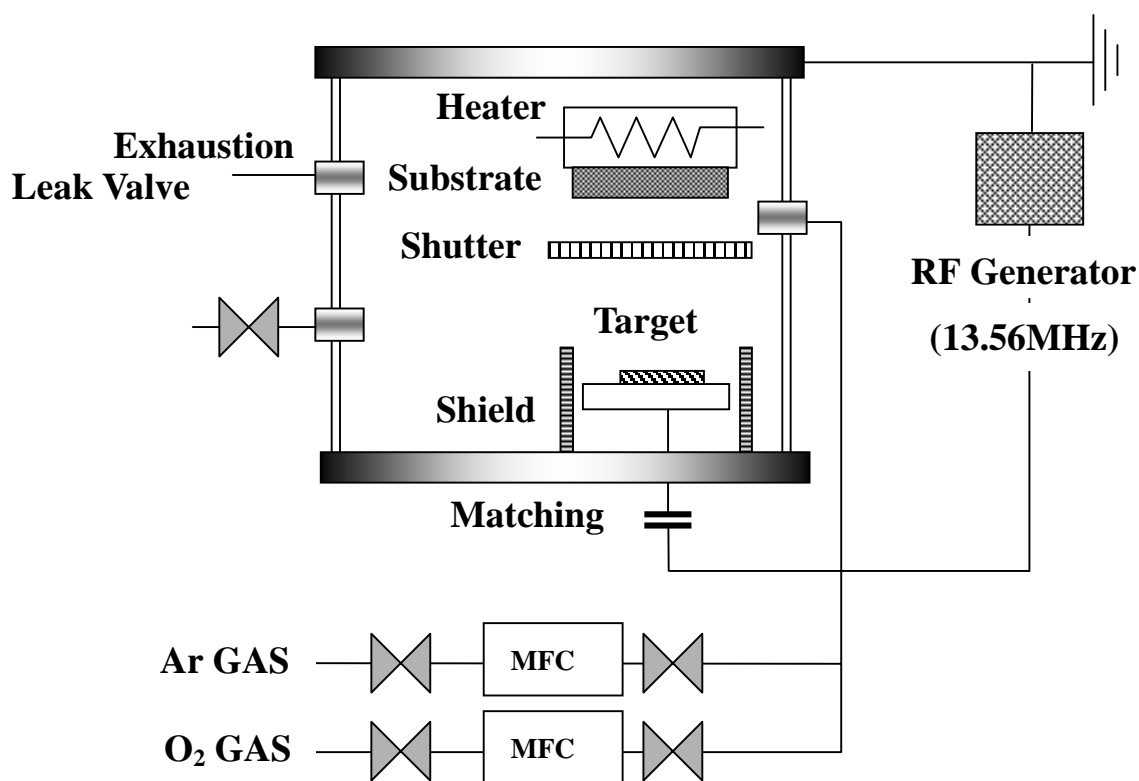 Heater
Exhaustion
Leak Valve
Substrate
Shutter
RF Generator
(13.56MHz)
Target
Shield
Matching
Ar GAS
MFC
O₂ GAS
MFC